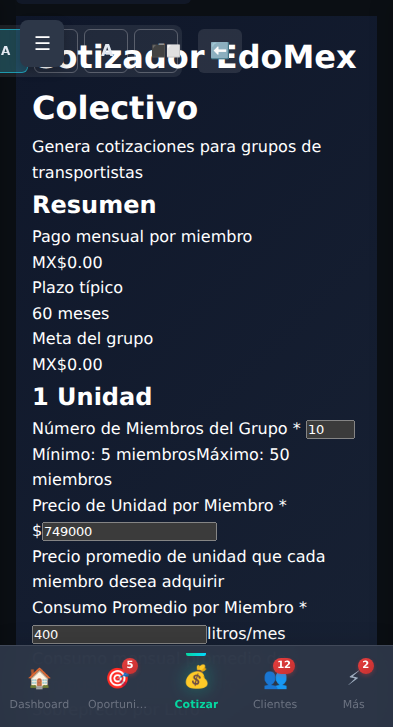 A
☰
A
Cotizador EdoMex
Colectivo
Genera cotizaciones para grupos de
transportistas
Resumen
Pago mensual por miembro
MX$0.00
Plazo típico
60 meses
Meta del grupo
MX$0.00
1 Unidad
Número de Miembros del Grupo * 10
Mínimo: 5 miembrosMáximo: 50
miembros
Precio de Unidad por Miembro *
$749000
Precio promedio de unidad que cada
miembro desea adquirir
Consumo Promedio por Miembro *
400 litros/mes
5
12
2
Dashboard
Oportuni...
Cotizar
Clientes
Más